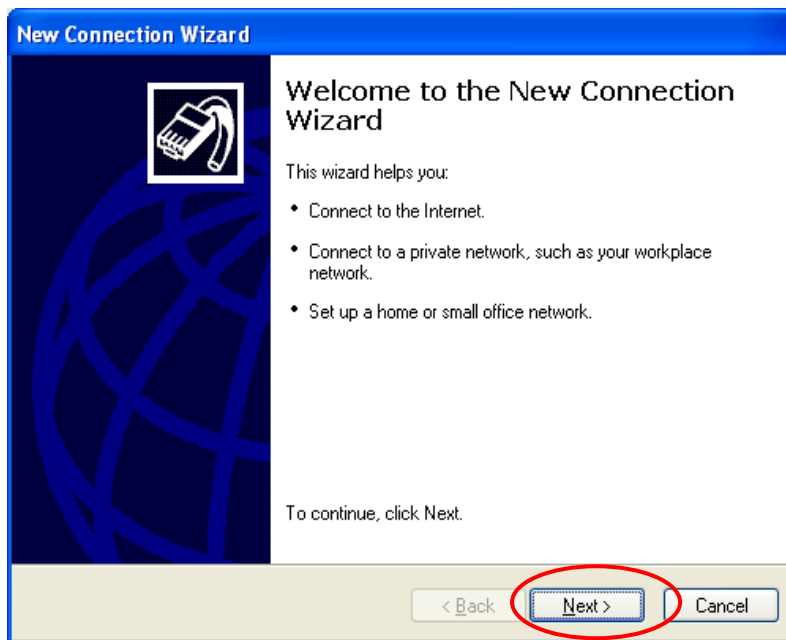 New Connection Wizard
Welcome to the New Connection
Wizard
This wizard helps you:
• Connect to the Internet.
• Connect to a private network, such as your workplace
network.
• Set up a home or small office network.
To continue, click Next.
< Back Next > Cancel